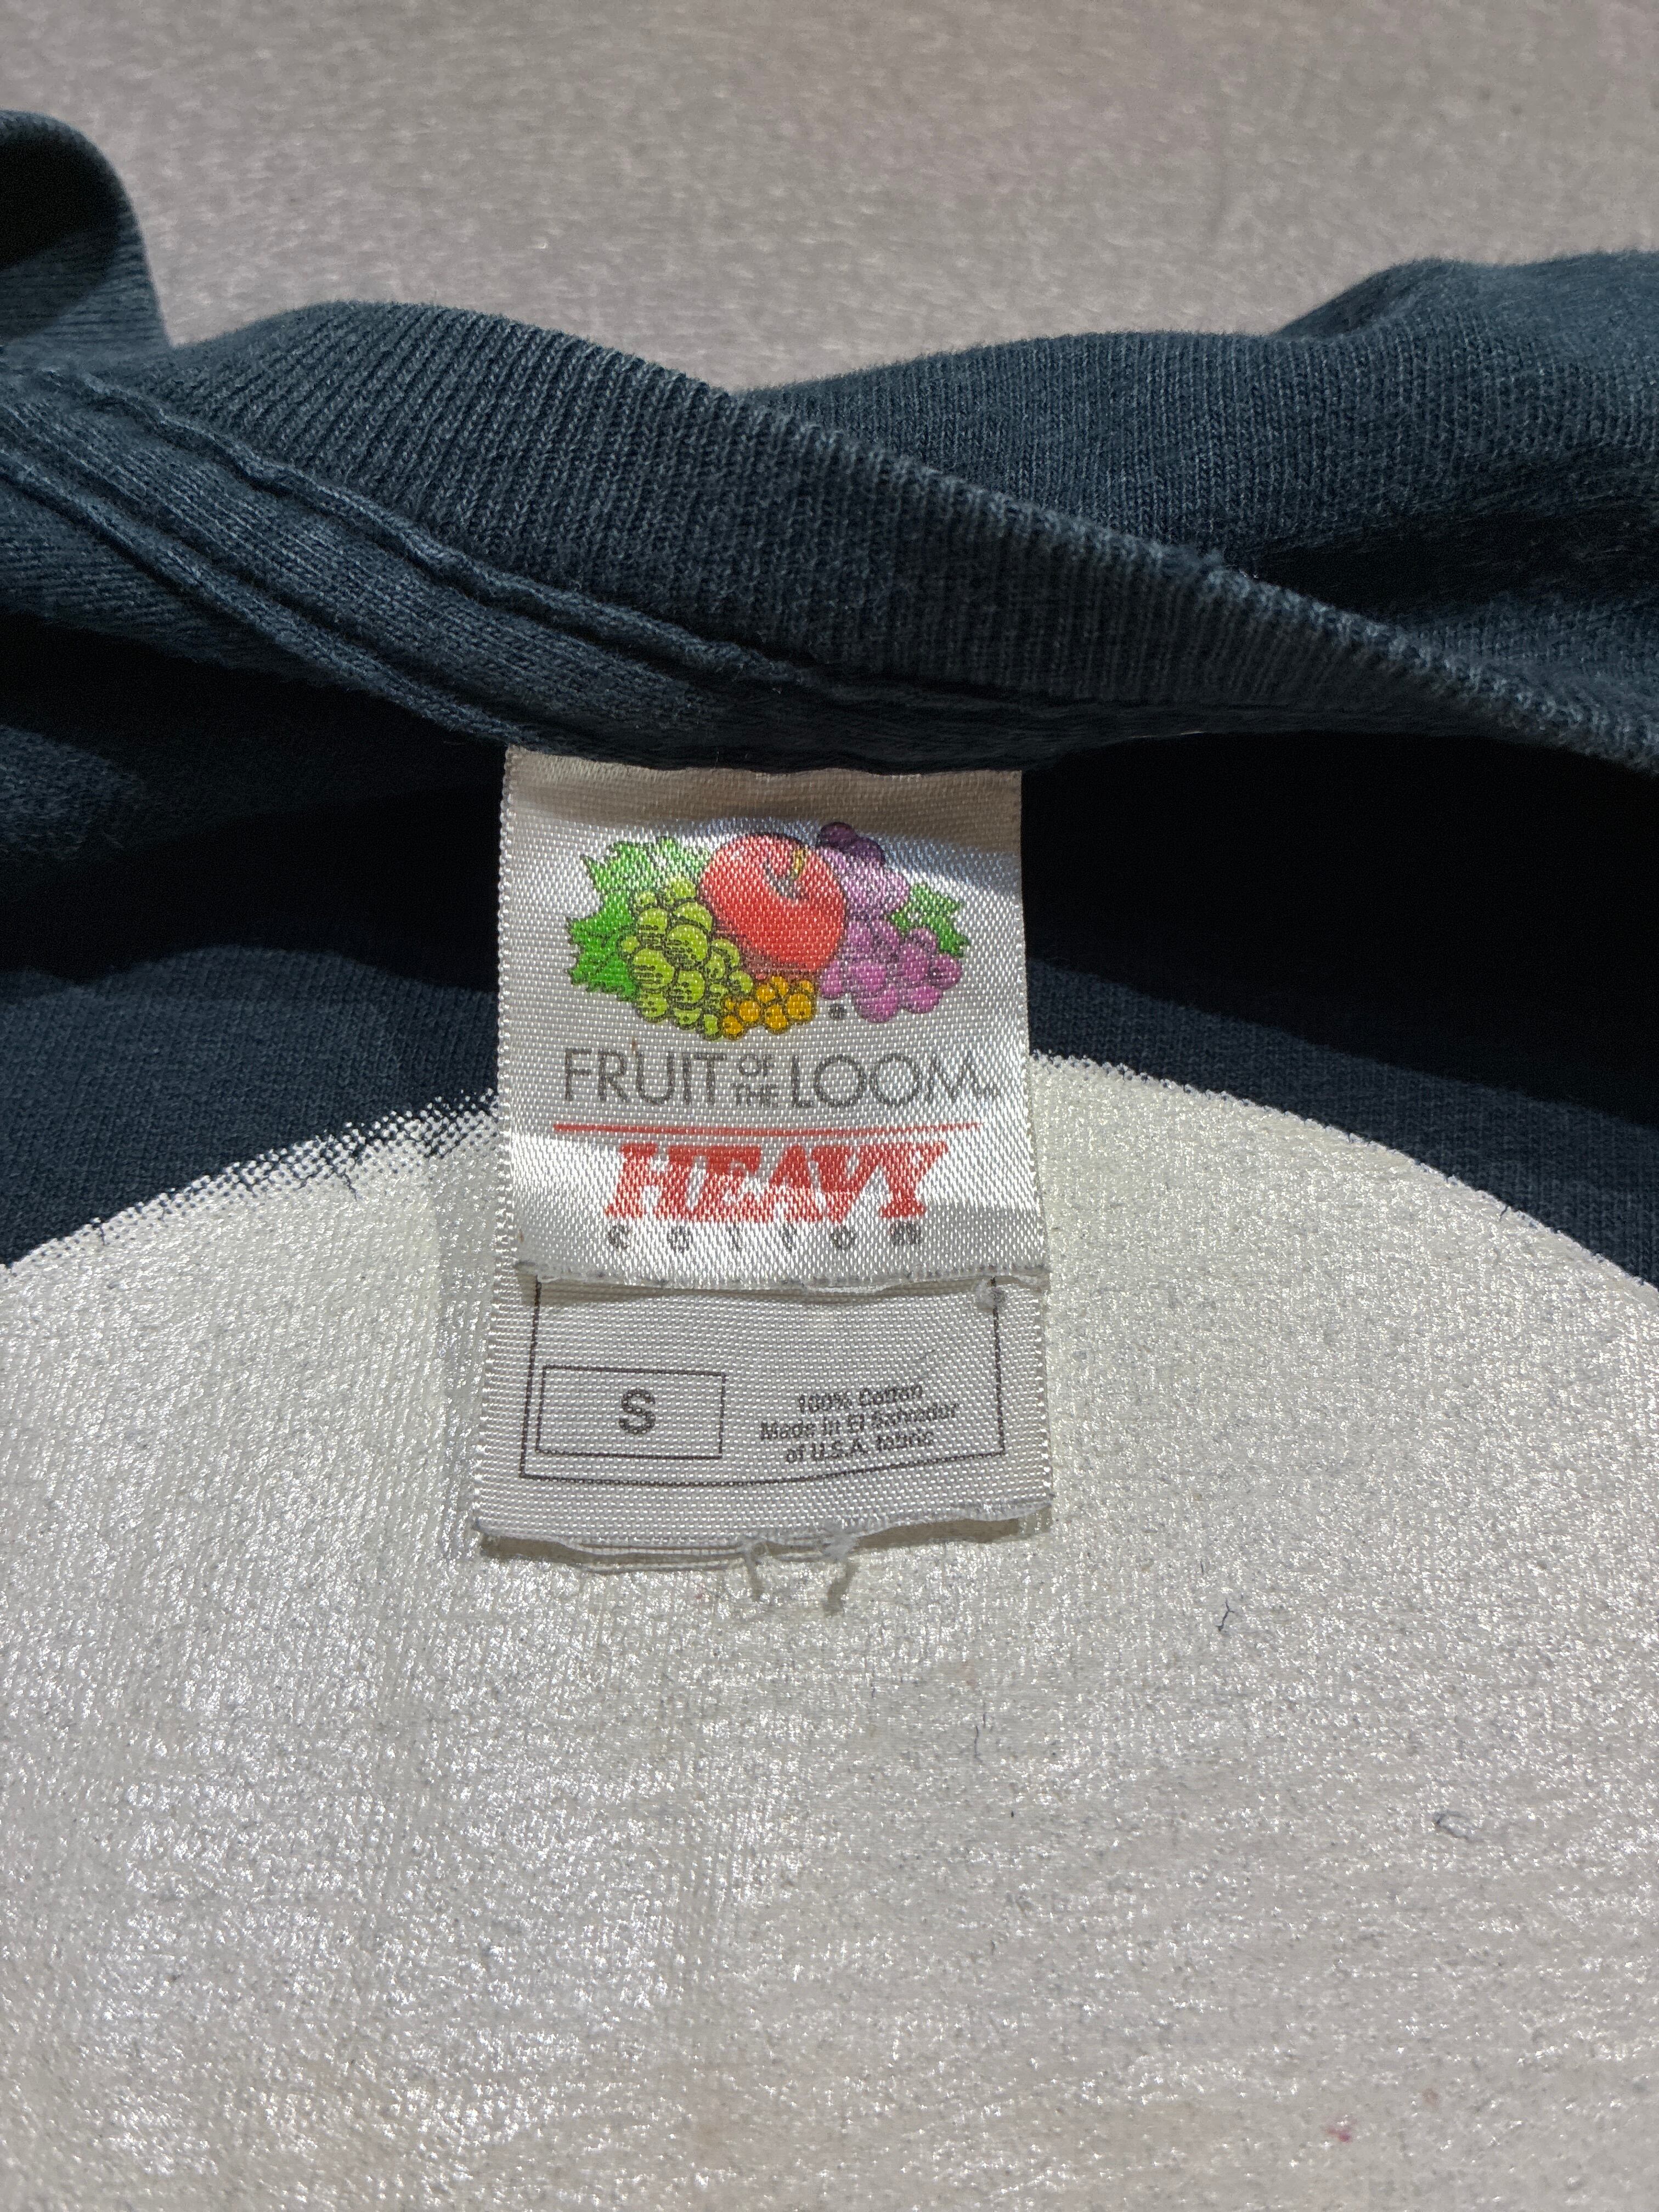 FRUIT OF THE LOOM.
HEAVY
cotton
S
100% Cotton
Made in El Salvador
of U.S.A. fabric